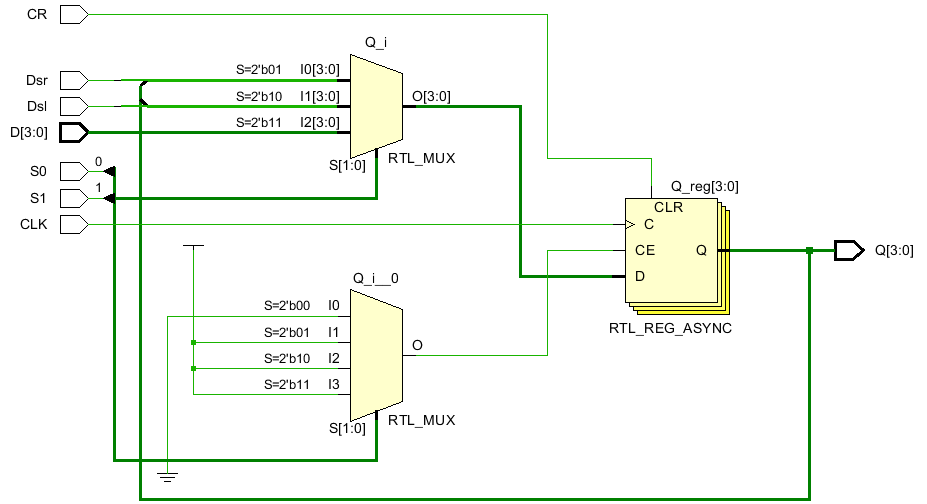 CR
Q_i
Dsr
S=2'b01 I0[3:0]
Dsl
S=2'b10 I1[3:0]
O[3:0]
D[3:0]
S=2'b11 I2[3:0]
S[1:0]
RTL_MUX
S0
0
S1
1
CLK
Q_reg[3:0]
CLR
C
CE
Q
D
Q[3:0]
RTL_REG_ASYNC
Q_i__0
S=2'b00 I0
S=2'b01 I1
S=2'b10 I2
S=2'b11 I3
O
S[1:0]
RTL_MUX